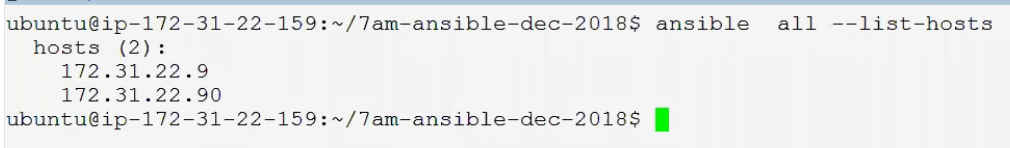 ubuntu@ip-172-31-22-159:~/7am-ansible-dec-2018$ ansible  all --list-hosts
  hosts (2):
    172.31.22.9
    172.31.22.90
ubuntu@ip-172-31-22-159:~/7am-ansible-dec-2018$